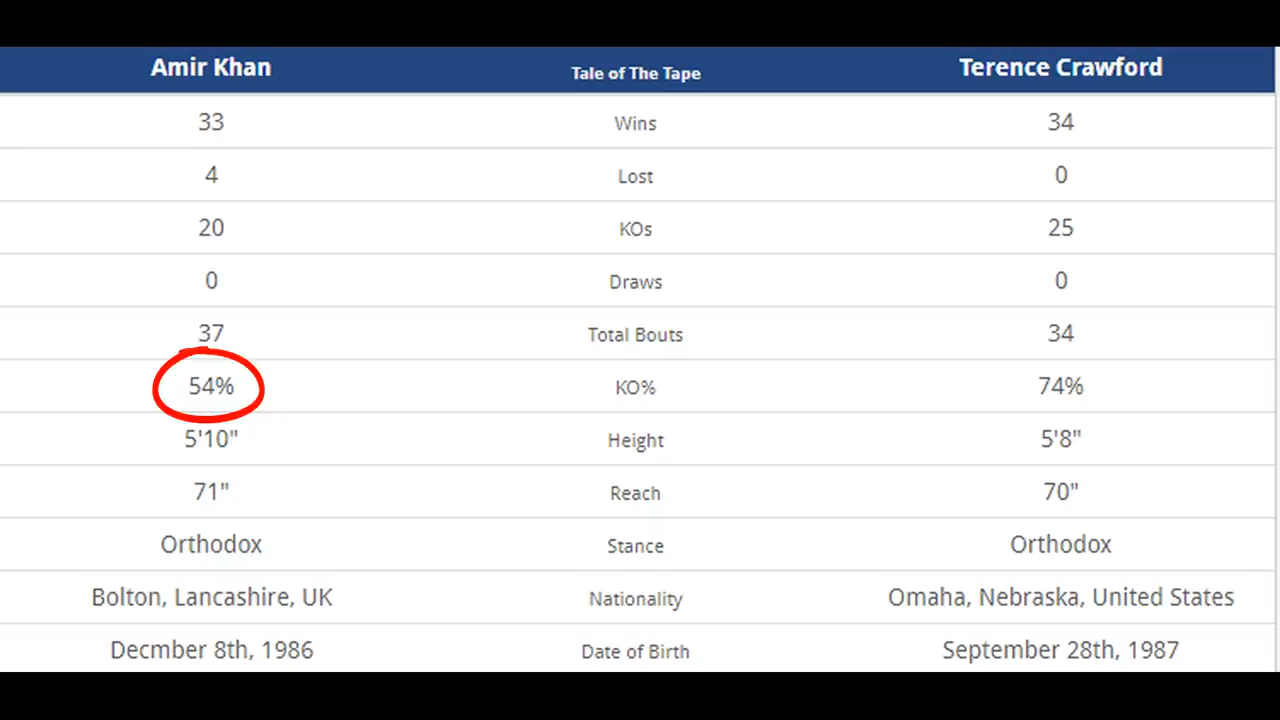 Amir Khan Tale of The Tape Terence Crawford
33 Wins 34
4 Lost 0
20 KOs 25
0 Draws 0
37 Total Bouts 34
54% KO% 74%
5'10" Height 5'8"
71" Reach 70"
Orthodox Stance Orthodox
Bolton, Lancashire, UK Nationality Omaha, Nebraska, United States
Decmber 8th, 1986 Date of Birth September 28th, 1987